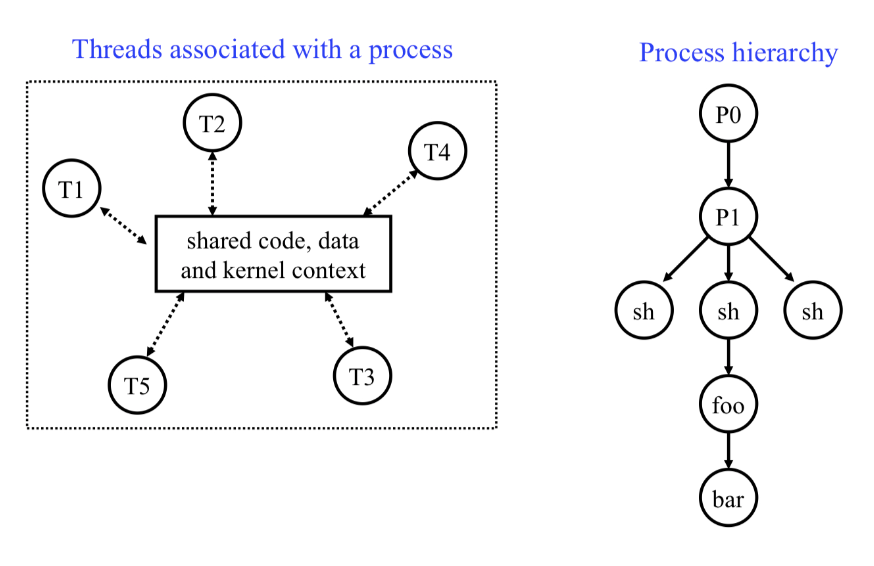 Threads associated with a process
T2
T4
T1
shared code, data
and kernel context
T5
T3
Process hierarchy
P0
P1
sh
sh
sh
foo
bar